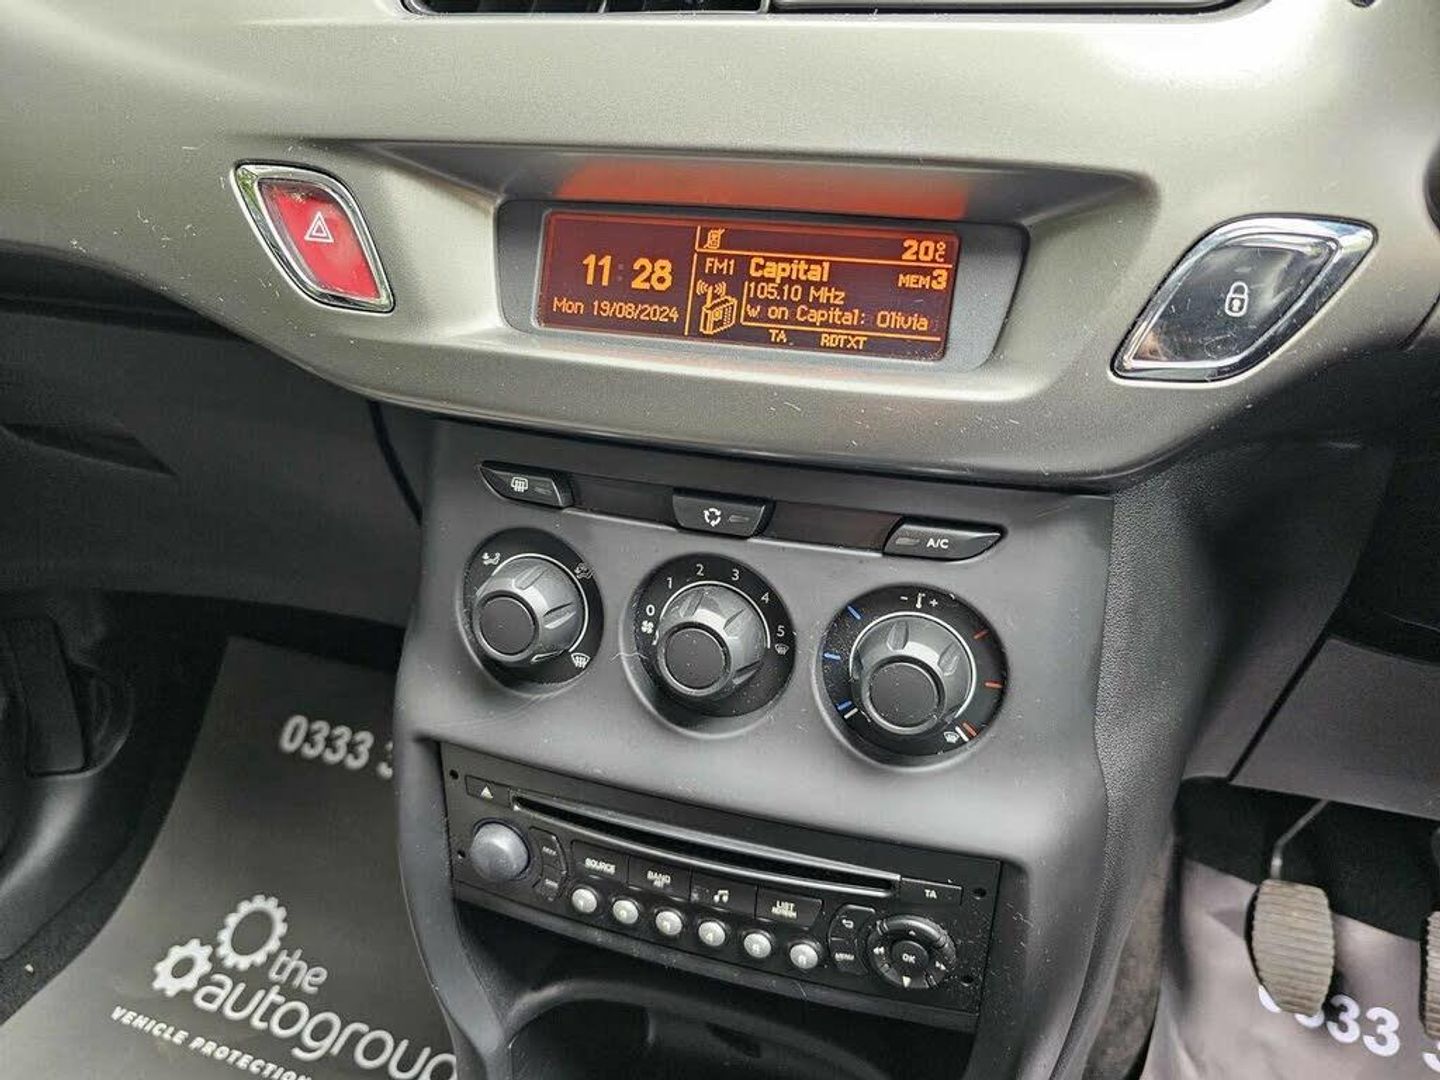 20°C
11:28
FM1 Capital MEM3
105.10 MHz
Mon 19/08/2024
w on Capital: Olivia
TA RDTXT
A/C
0 1 2 3 4 5
- +
0333 3
SOURCE BAND LIST TA
AST REFRESH
MENU OK
the
autogroup
VEHICLE PROTECTION
0333 3